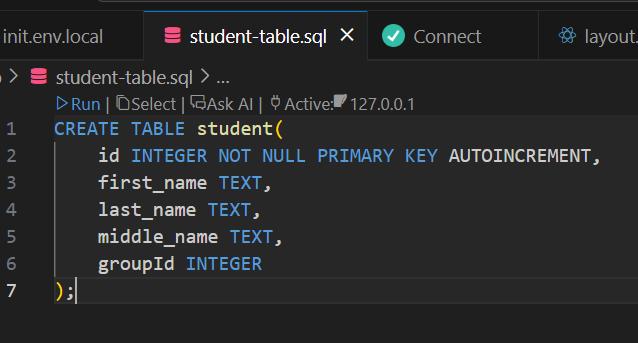 init.env.local student-table.sql × Connect layout.
> student-table.sql > ...
Run | Select | Ask AI | Active: 127.0.0.1
1 CREATE TABLE student(
2 id INTEGER NOT NULL PRIMARY KEY AUTOINCREMENT,
3 first_name TEXT,
4 last_name TEXT,
5 middle_name TEXT,
6 groupId INTEGER
7 );